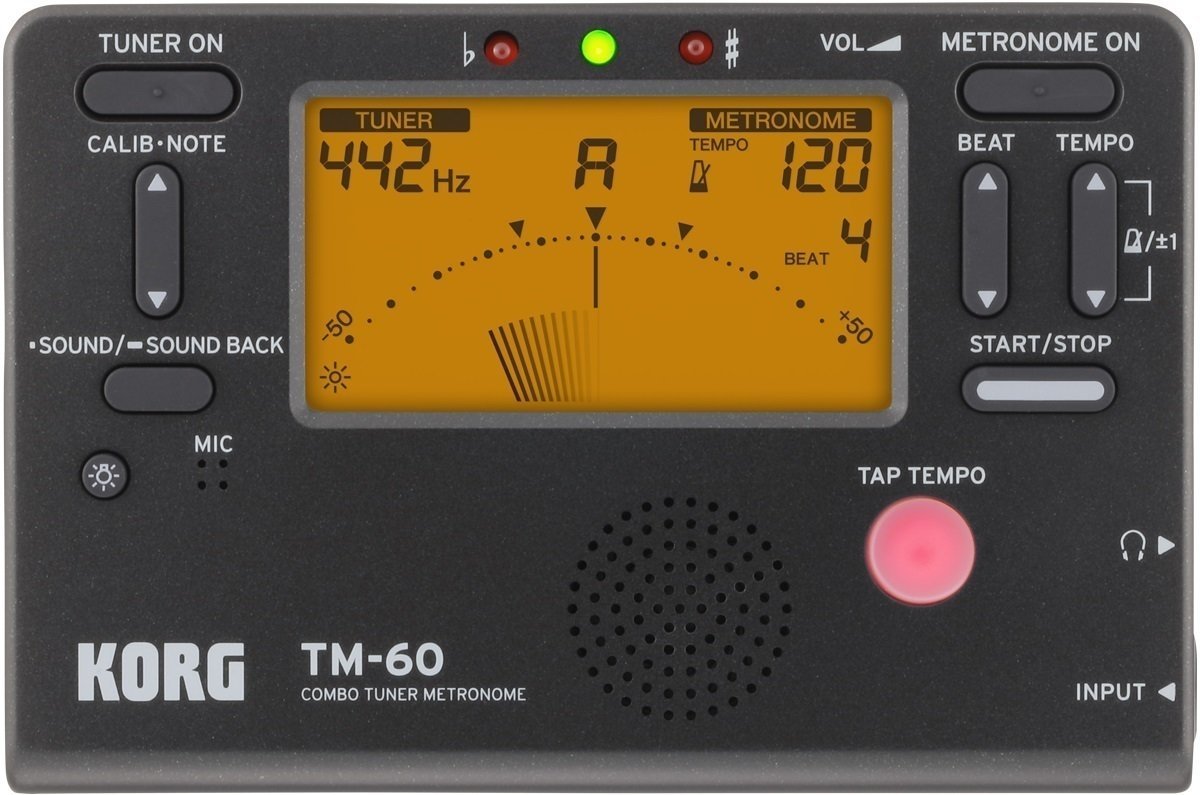 TUNER ON
♭
♯
VOL
METRONOME ON
CALIB•NOTE
BEAT
TEMPO
TUNER
METRONOME
442Hz
A
TEMPO
120
BEAT
4
-50
+50
/±1
•SOUND/━SOUND BACK
START/STOP
MIC
TAP TEMPO
KORG
TM-60
COMBO TUNER METRONOME
INPUT